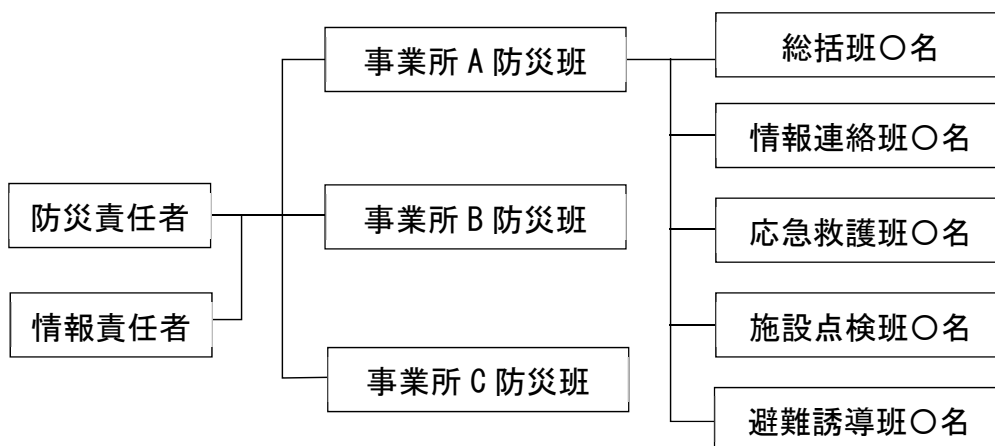 防災責任者
情報責任者
事業所A防災班
事業所B防災班
事業所C防災班
総括班〇名
情報連絡班〇名
応急救護班〇名
施設点検班〇名
避難誘導班〇名